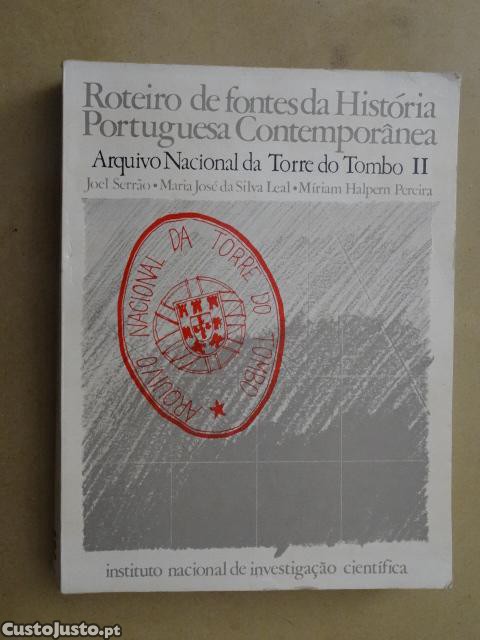 Roteiro de fontes da História
Portuguesa Contemporânea
Arquivo Nacional da Torre do Tombo II
Joel Serrão • Maria José da Silva Leal • Míriam Halpern Pereira
ARQUIVO NACIONAL DA TORRE DO TOMBO
instituto nacional de investigação científica
CustoJusto.pt